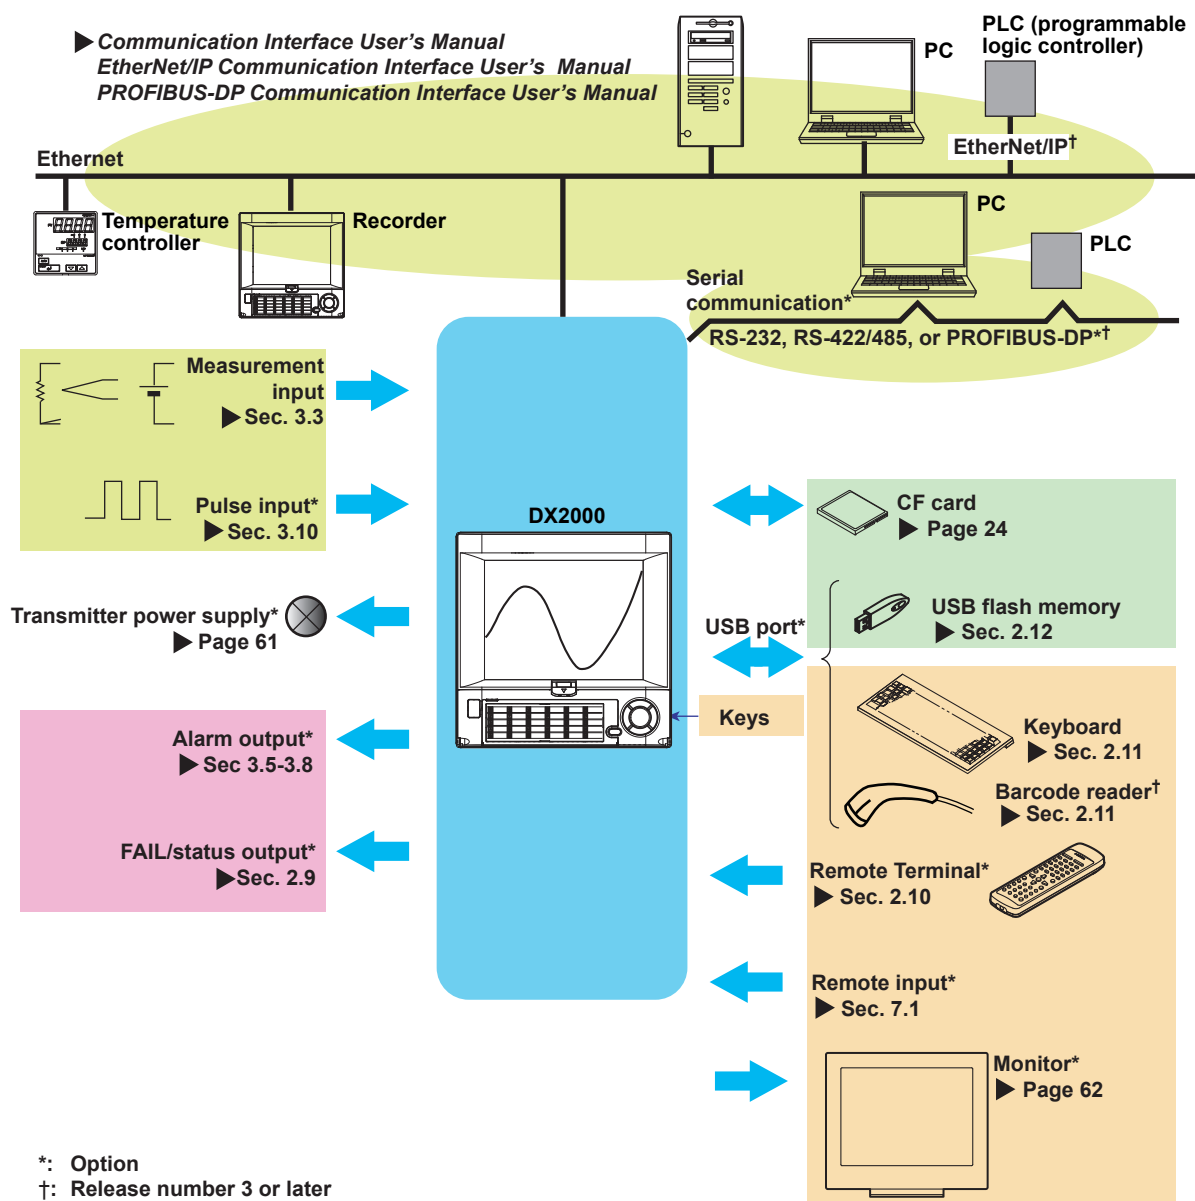 ▶ Communication Interface User's Manual
EtherNet/IP Communication Interface User's Manual
PROFIBUS-DP Communication Interface User's Manual
PC
PLC (programmable
logic controller)
EtherNet/IP†
Ethernet
Temperature
controller
Recorder
PC
PLC
Serial
communication*
RS-232, RS-422/485, or PROFIBUS-DP*†
Measurement
input
▶ Sec. 3.3
Pulse input*
▶ Sec. 3.10
Transmitter power supply*
▶ Page 61
Alarm output*
▶ Sec 3.5-3.8
FAIL/status output*
▶Sec. 2.9
DX2000
Keys
CF card
▶ Page 24
USB port*
USB flash memory
▶ Sec. 2.12
Keyboard
▶ Sec. 2.11
Barcode reader†
▶ Sec. 2.11
Remote Terminal*
▶ Sec. 2.10
Remote input*
▶ Sec. 7.1
Monitor*
▶ Page 62
*: Option
†: Release number 3 or later